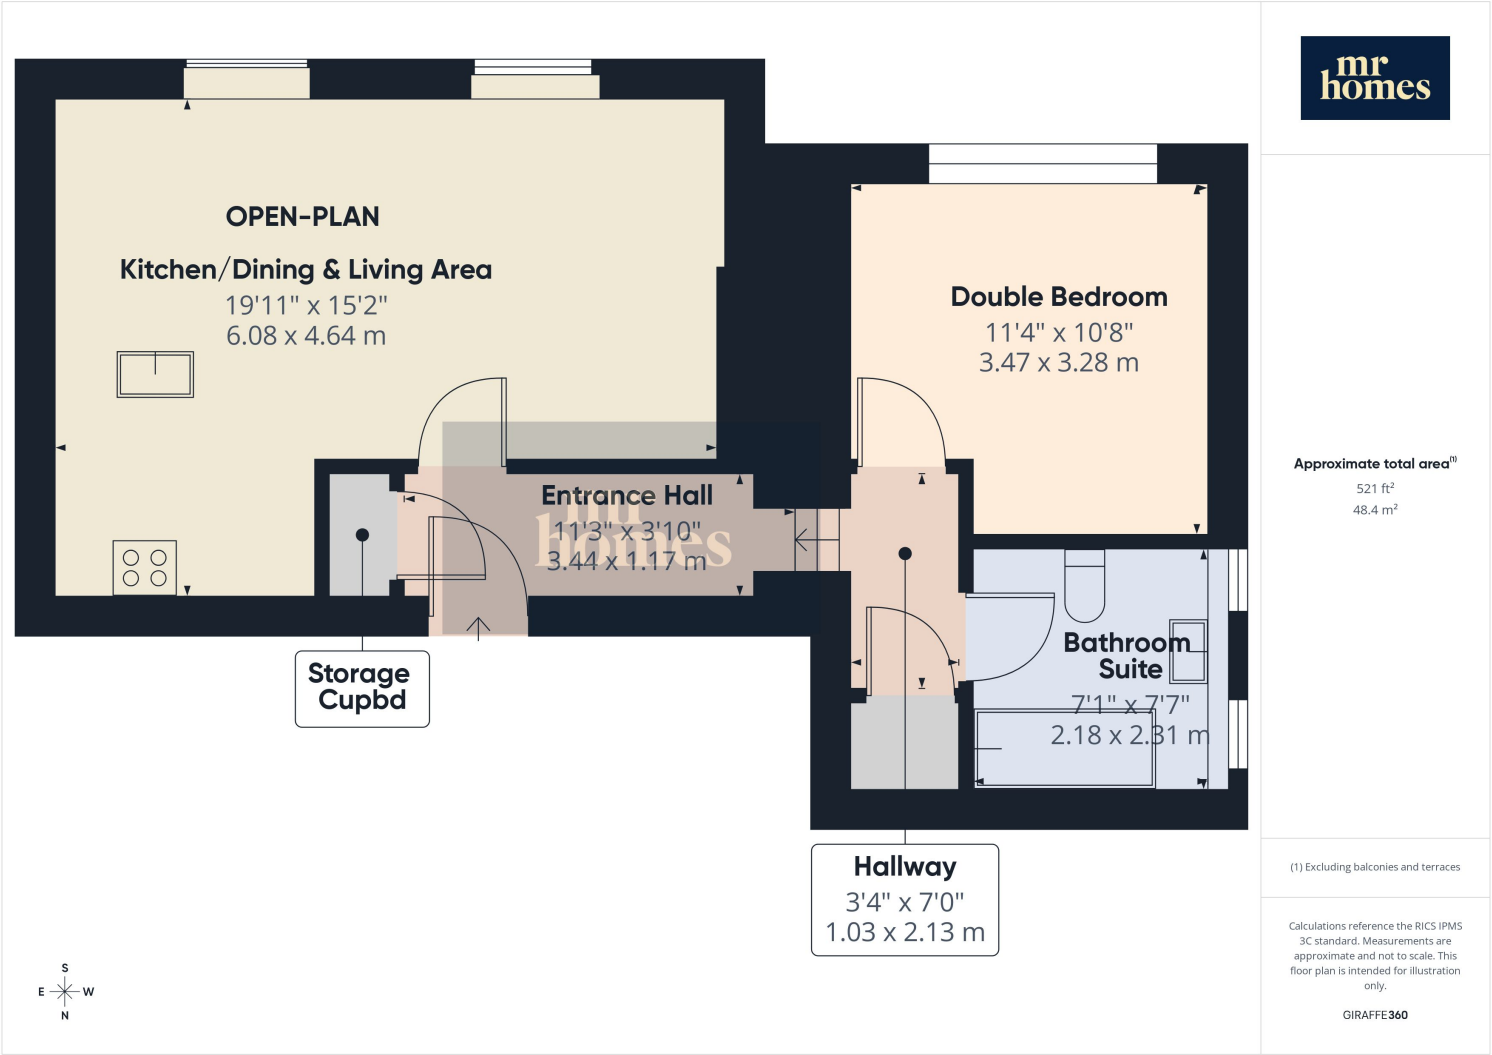 mr
homes
OPEN-PLAN
Kitchen/Dining & Living Area
19'11" x 15'2"
6.08 x 4.64 m
Double Bedroom
11'4" x 10'8"
3.47 x 3.28 m
Entrance Hall
11'3" x 3'10"
3.44 x 1.17 m
mr
homes
Bathroom
Suite
7'1" x 7'7"
2.18 x 2.31 m
Storage
Cupbd
Hallway
3'4" x 7'0"
1.03 x 2.13 m
S
E W
N
Approximate total area(1)
521 ft²
48.4 m²
(1) Excluding balconies and terraces
Calculations reference the RICS IPMS
3C standard. Measurements are
approximate and not to scale. This
floor plan is intended for illustration
only.
GIRAFFE360